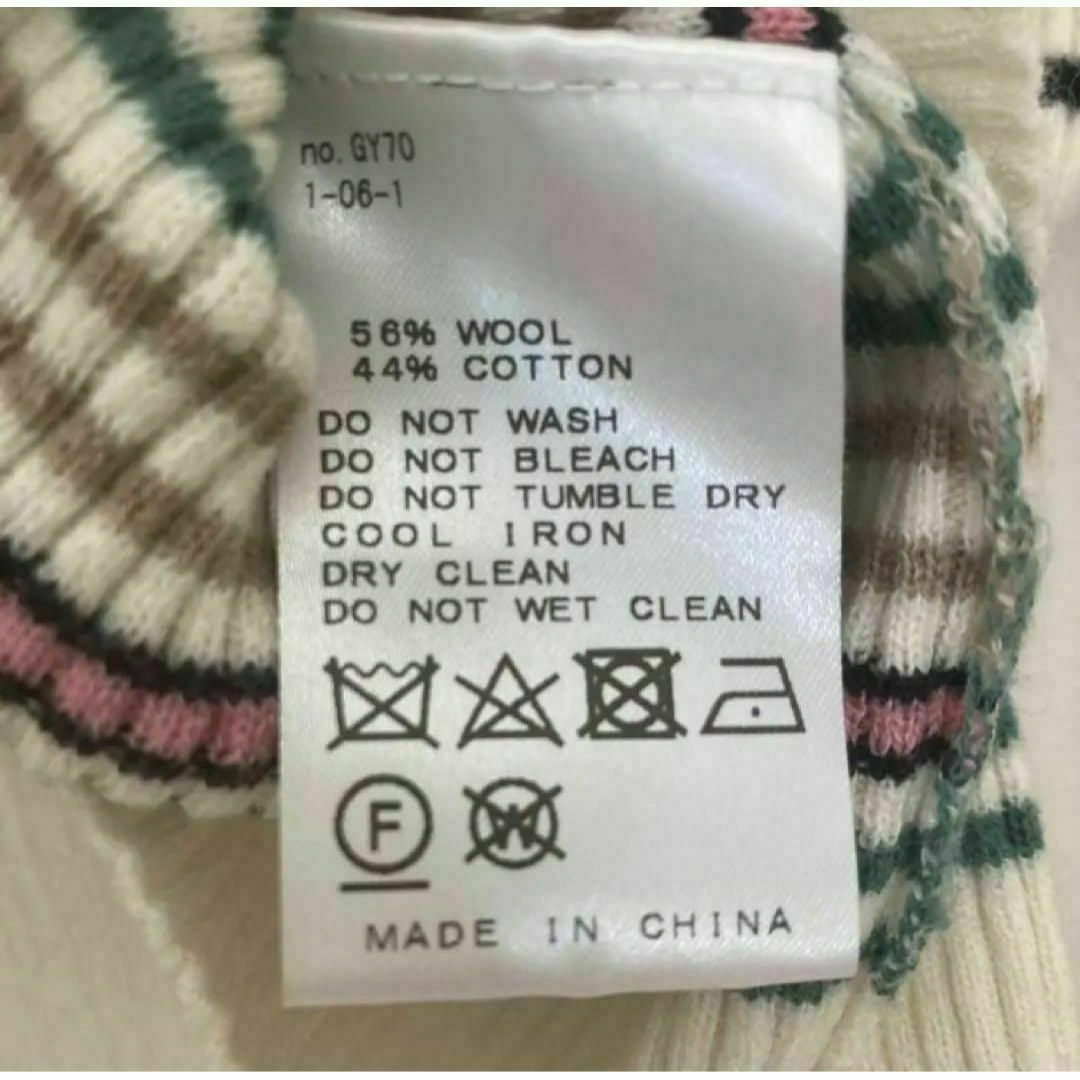 no. GY70
1-06-1
56% WOOL
44% COTTON
DO NOT WASH
DO NOT BLEACH
DO NOT TUMBLE DRY
COOL IRON
DRY CLEAN
DO NOT WET CLEAN
F W
MADE IN CHINA